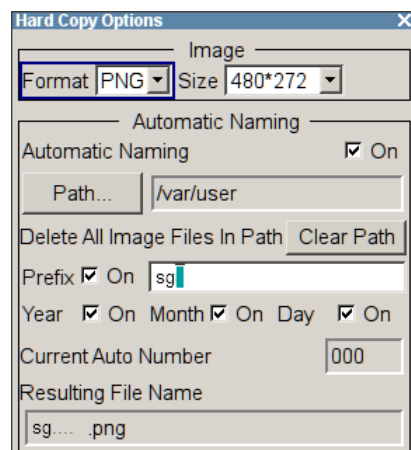 Hard Copy Options
Image
Format PNG Size 480*272
Automatic Naming
Automatic Naming On
Path... /var/user
Delete All Image Files In Path Clear Path
Prefix On sg
Year On Month On Day On
Current Auto Number 000
Resulting File Name
sg.... .png